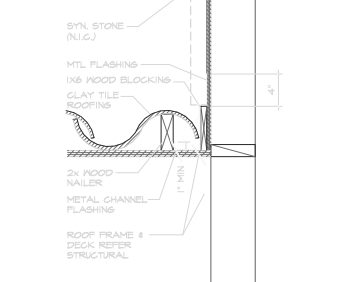 SYN. STONE
(N.I.C.)
MTL FLASHING
1X6 WOOD BLOCKING
CLAY TILE
ROOFING
4"
2x WOOD
NAILER
1" MIN
METAL CHANNEL
FLASHING
ROOF FRAME &
DECK REFER
STRUCTURAL